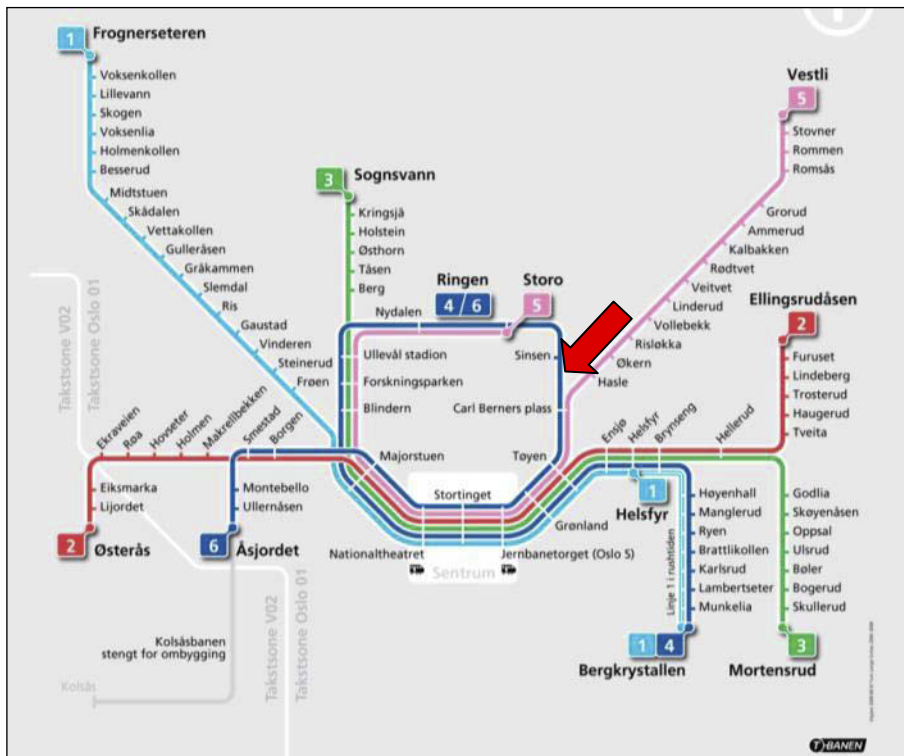 1 Frognerseteren
Voksenkollen
Lillevann
Skogen
Voksenlia
Holmenkollen
Besserud
Midtstuen
Skådalen
Vettakollen
Gulleråsen
Gråkammen
Slemdal
Ris
Gaustad
Vinderen
Steinerud
Frøen
3 Sognsvann
Kringsjå
Holstein
Østhorn
Tåsen
Berg
Ullevål stadion
Forskningsparken
Blindern
Ringen
4/6
Nydalen
Storo
5
Sinsen
Carl Berners plass
Tøyen
Vestli
5
Stovner
Rommen
Romsås
Grorud
Ammerud
Kalbakken
Rødtvet
Veitvet
Linderud
Vollebekk
Risløkka
Økern
Hasle
Ellingsrudåsen
2
Furuset
Lindeberg
Trosterud
Haugerud
Tveita
Hellerud
Brynseng
Helsfyr
Ensjø
Takstsone V02
Takstsone Oslo 01
Ekraveien
Røa
Hovseter
Holmen
Makrellbekken
Smestad
Borgen
Majorstuen
Eiksmarka
Lijordet
2 Østerås
Montebello
Ullernåsen
6 Åsjordet
Stortinget
Nationaltheatret
Jernbanetorget (Oslo S)
Sentrum
Grønland
1
Helsfyr
Høyenhall
Manglerud
Ryen
Brattlikollen
Karlsrud
Lambertseter
Munkelia
Linje 1 i rushtiden
1 4
Bergkrystallen
Godlia
Skøyenåsen
Oppsal
Ulsrud
Bøler
Bogerud
Skullerud
3
Mortensrud
Takstsone V02
Takstsone Oslo 01
Kolsåsbanen
stengt for ombygging
Kolsås
T-BANEN